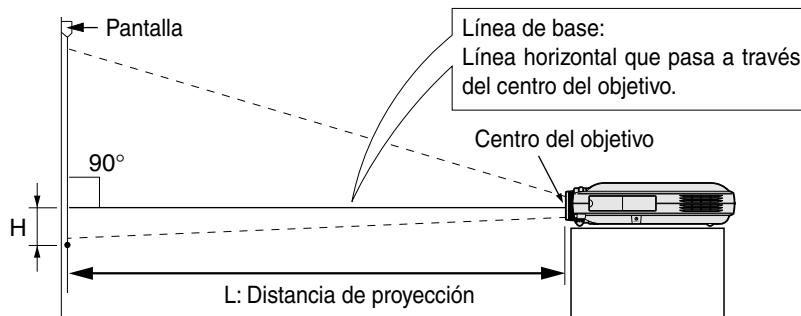 Pantalla
Línea de base:
Línea horizontal que pasa a través
del centro del objetivo.
Centro del objetivo
90°
H
L: Distancia de proyección